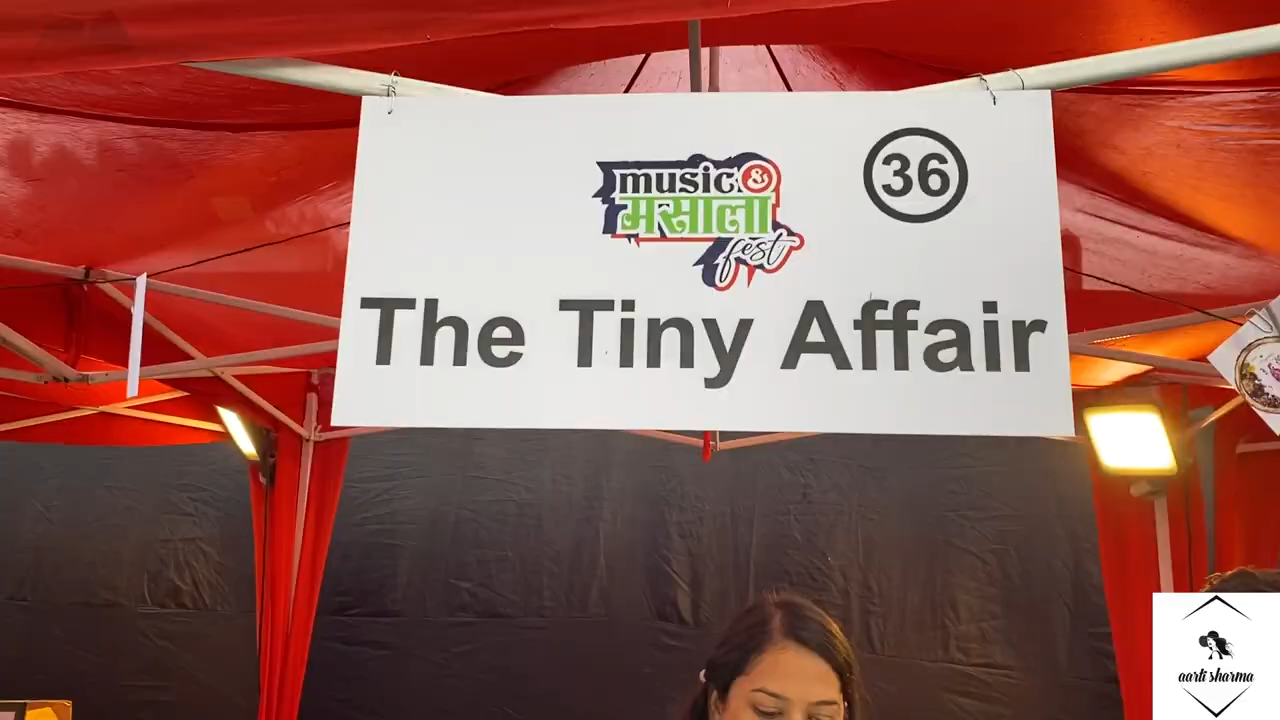 music &
मसाला
fest
36
The Tiny Affair
aarti sharma